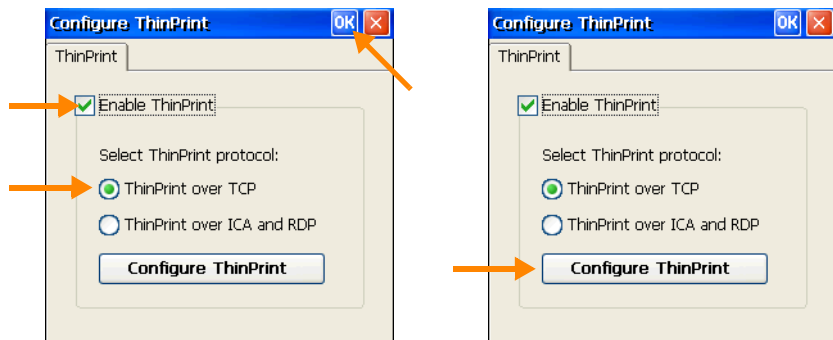 Configure ThinPrint OK
ThinPrint
Enable ThinPrint
Select ThinPrint protocol:
ThinPrint over TCP
ThinPrint over ICA and RDP
Configure ThinPrint
Configure ThinPrint OK
ThinPrint
Enable ThinPrint
Select ThinPrint protocol:
ThinPrint over TCP
ThinPrint over ICA and RDP
Configure ThinPrint